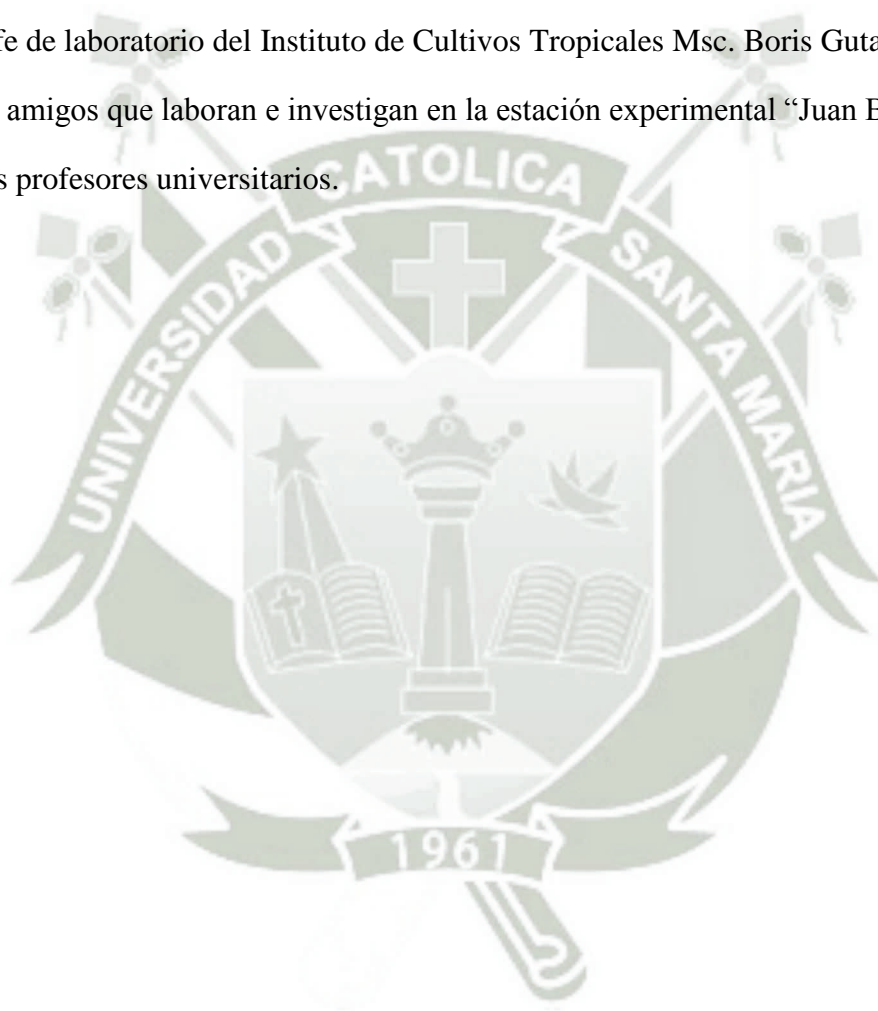 fe de laboratorio del Instituto de Cultivos Tropicales Msc. Boris Guta
amigos que laboran e investigan en la estación experimental “Juan B
s profesores universitarios.
UNIVERSIDAD CATOLICA SANTA MARIA
1961